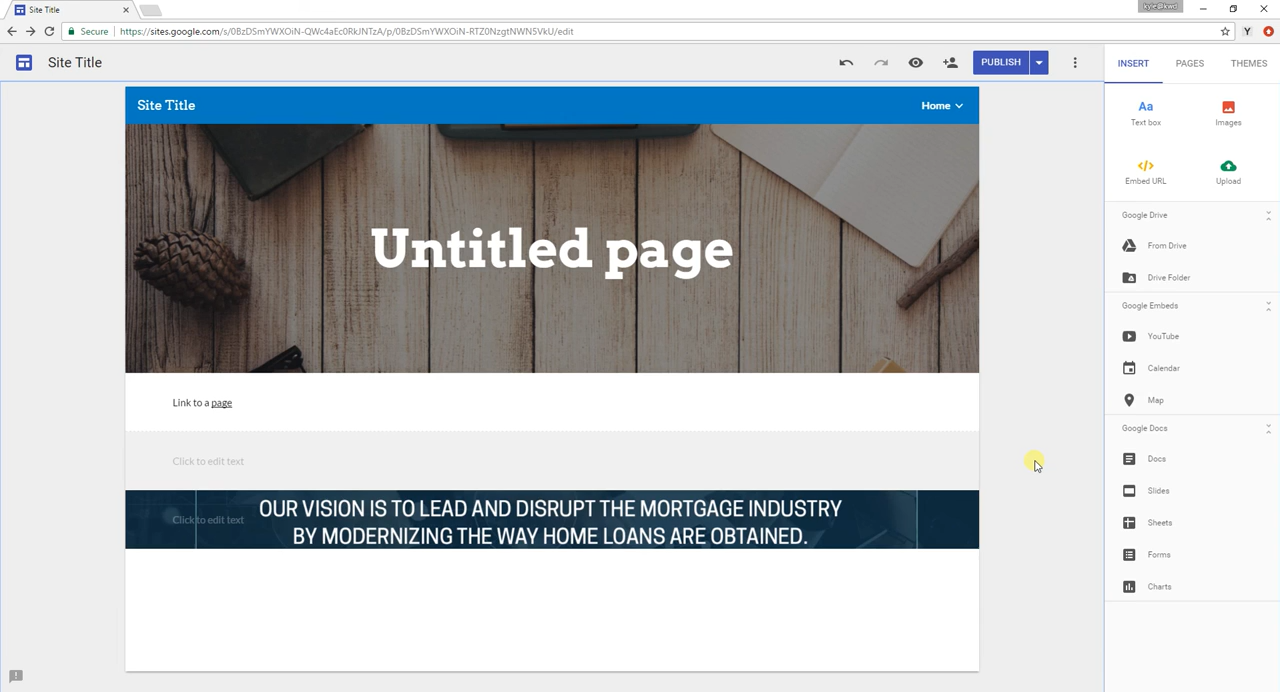 Site Title
kyle@kwd
Secure
https://sites.google.com/s/0BzDSmYWXOiN-QWc4aEc0RkJNTzA/p/0BzDSmYWXOiN-RTZ0NzgtNWN5VkU/edit
Y
Site Title
PUBLISH
INSERT PAGES THEMES
Site Title
Home
Untitled page
Link to a page
Click to edit text
Click to edit text
OUR VISION IS TO LEAD AND DISRUPT THE MORTGAGE INDUSTRY
BY MODERNIZING THE WAY HOME LOANS ARE OBTAINED.
Aa
Text box
Images
Embed URL
Upload
Google Drive
From Drive
Drive Folder
Google Embeds
YouTube
Calendar
Map
Google Docs
Docs
Slides
Sheets
Forms
Charts